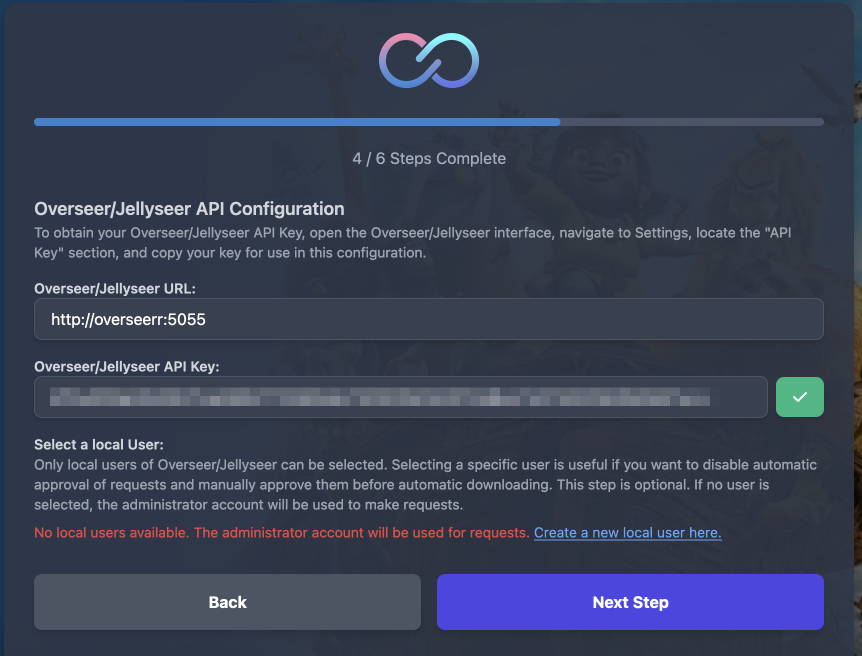 4 / 6 Steps Complete
Overseer/Jellyseer API Configuration
To obtain your Overseer/Jellyseer API Key, open the Overseer/Jellyseer interface, navigate to Settings, locate the "API
Key" section, and copy your key for use in this configuration.
Overseer/Jellyseer URL:
http://overseerr:5055
Overseer/Jellyseer API Key:
Select a local User:
Only local users of Overseer/Jellyseer can be selected. Selecting a specific user is useful if you want to disable automatic
approval of requests and manually approve them before automatic downloading. This step is optional. If no user is
selected, the administrator account will be used to make requests.
No local users available. The administrator account will be used for requests. Create a new local user here.
Back
Next Step